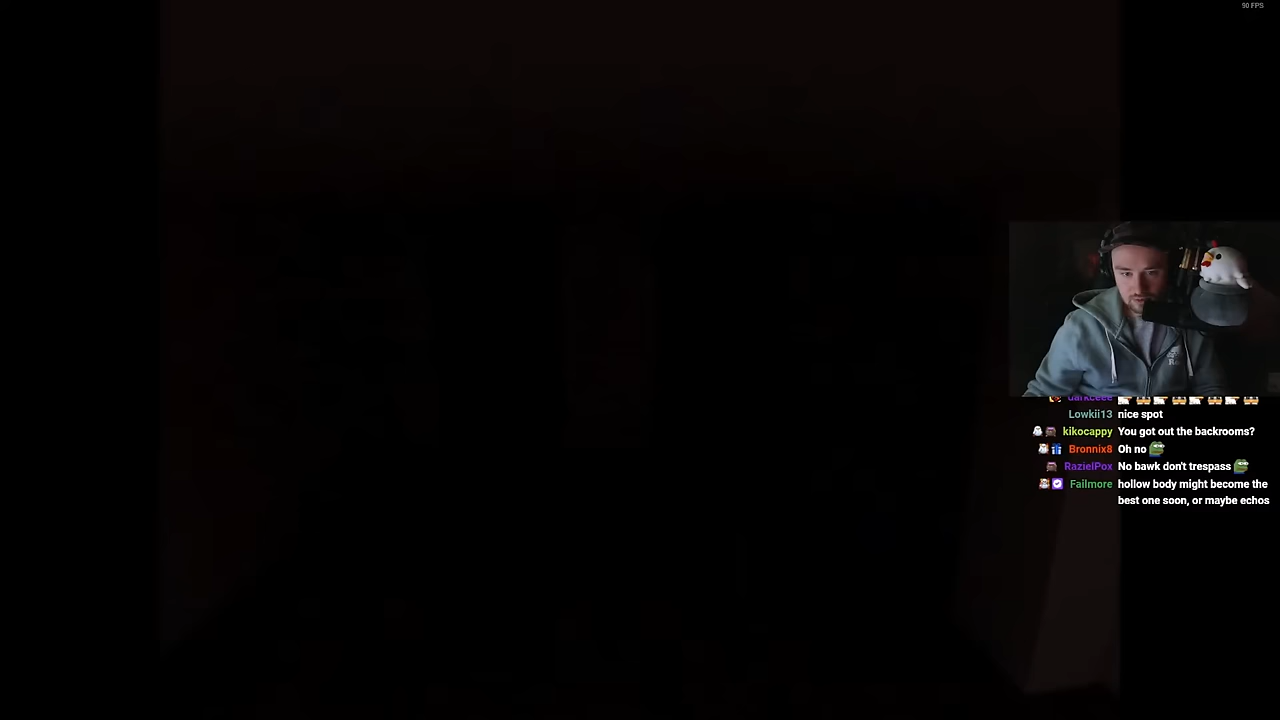 90 FPS
darkceee
Lowkii13 nice spot
kikocappy You got out the backrooms?
Bronnix8 Oh no
RazielPox No bawk don't trespass
Failmore hollow body might become the
best one soon, or maybe echos